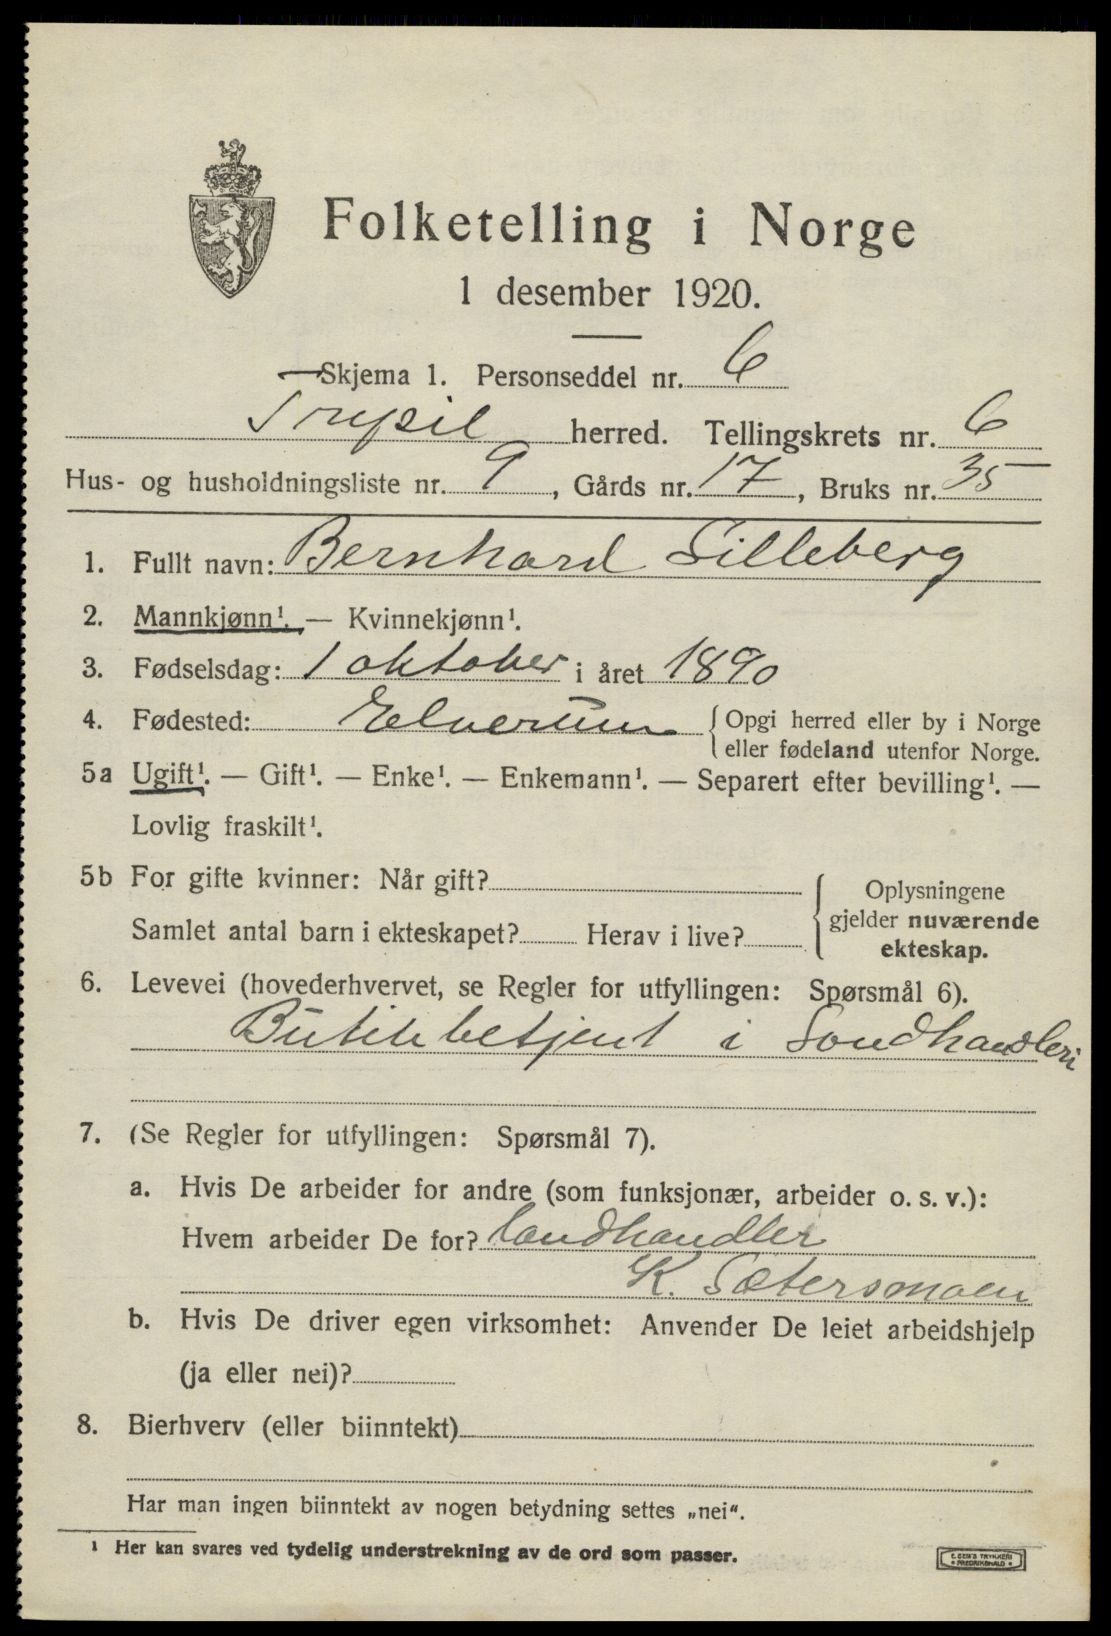 Folketelling i Norge
1 desember 1920.
Skjema 1. Personseddel nr. 6
Trysil herred. Tellingskrets nr. 6
Hus- og husholdningsliste nr. 9, Gårds nr. 17, Bruks nr. 35
1. Fullt navn: Bernhard Lilleberg
2. Mannkjønn¹. — Kvinnekjønn¹.
3. Fødselsdag: 1 oktober i året 1890
4. Fødested: Elverum {Opgi herred eller by i Norge
eller fødeland utenfor Norge.
5a Ugift¹. — Gift¹. — Enke¹. — Enkemann¹. — Separert efter bevilling¹. —
Lovlig fraskilt¹.
5b For gifte kvinner: Når gift?
Samlet antal barn i ekteskapet? Herav i live?
{ Oplysningene
gjelder nuværende
ekteskap.
6. Levevei (hovederhvervet, se Regler for utfyllingen: Spørsmål 6).
Butikbetjent i Landhandleri
7. (Se Regler for utfyllingen: Spørsmål 7).
a. Hvis De arbeider for andre (som funksjonær, arbeider o. s. v.):
Hvem arbeider De for? landhandler
K. Sætersmoen
b. Hvis De driver egen virksomhet: Anvender De leiet arbeidshjelp
(ja eller nei)?
8. Bierhverv (eller biinntekt)
Har man ingen biinntekt av nogen betydning settes „nei“.
¹ Her kan svares ved tydelig understrekning av de ord som passer.
E. SEM'S TRYKKERI
• FREDRIKSHALD •